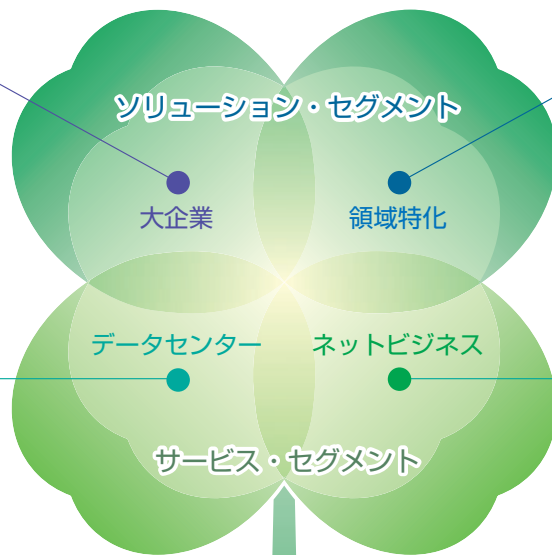 ソリューション・セグメント
大企業
領域特化
データセンター
ネットビジネス
サービス・セグメント